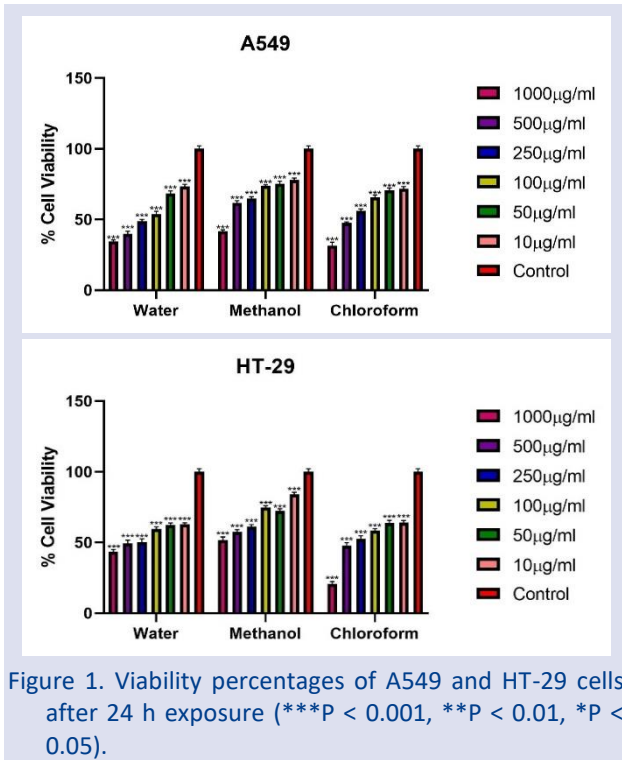 A549
150
100
50
0
% Cell Viability
*** *** *** *** *** ***
*** *** *** *** *** ***
*** *** *** *** *** ***
Water Methanol Chloroform
1000µg/ml
500µg/ml
250µg/ml
100µg/ml
50µg/ml
10µg/ml
Control
HT-29
150
100
50
0
% Cell Viability
*** *** *** *** *** ***
*** *** *** *** *** ***
*** *** *** *** *** ***
Water Methanol Chloroform
1000µg/ml
500µg/ml
250µg/ml
100µg/ml
50µg/ml
10µg/ml
Control
Figure 1. Viability percentages of A549 and HT-29 cells
after 24 h exposure (***P < 0.001, **P < 0.01, *P <
0.05).